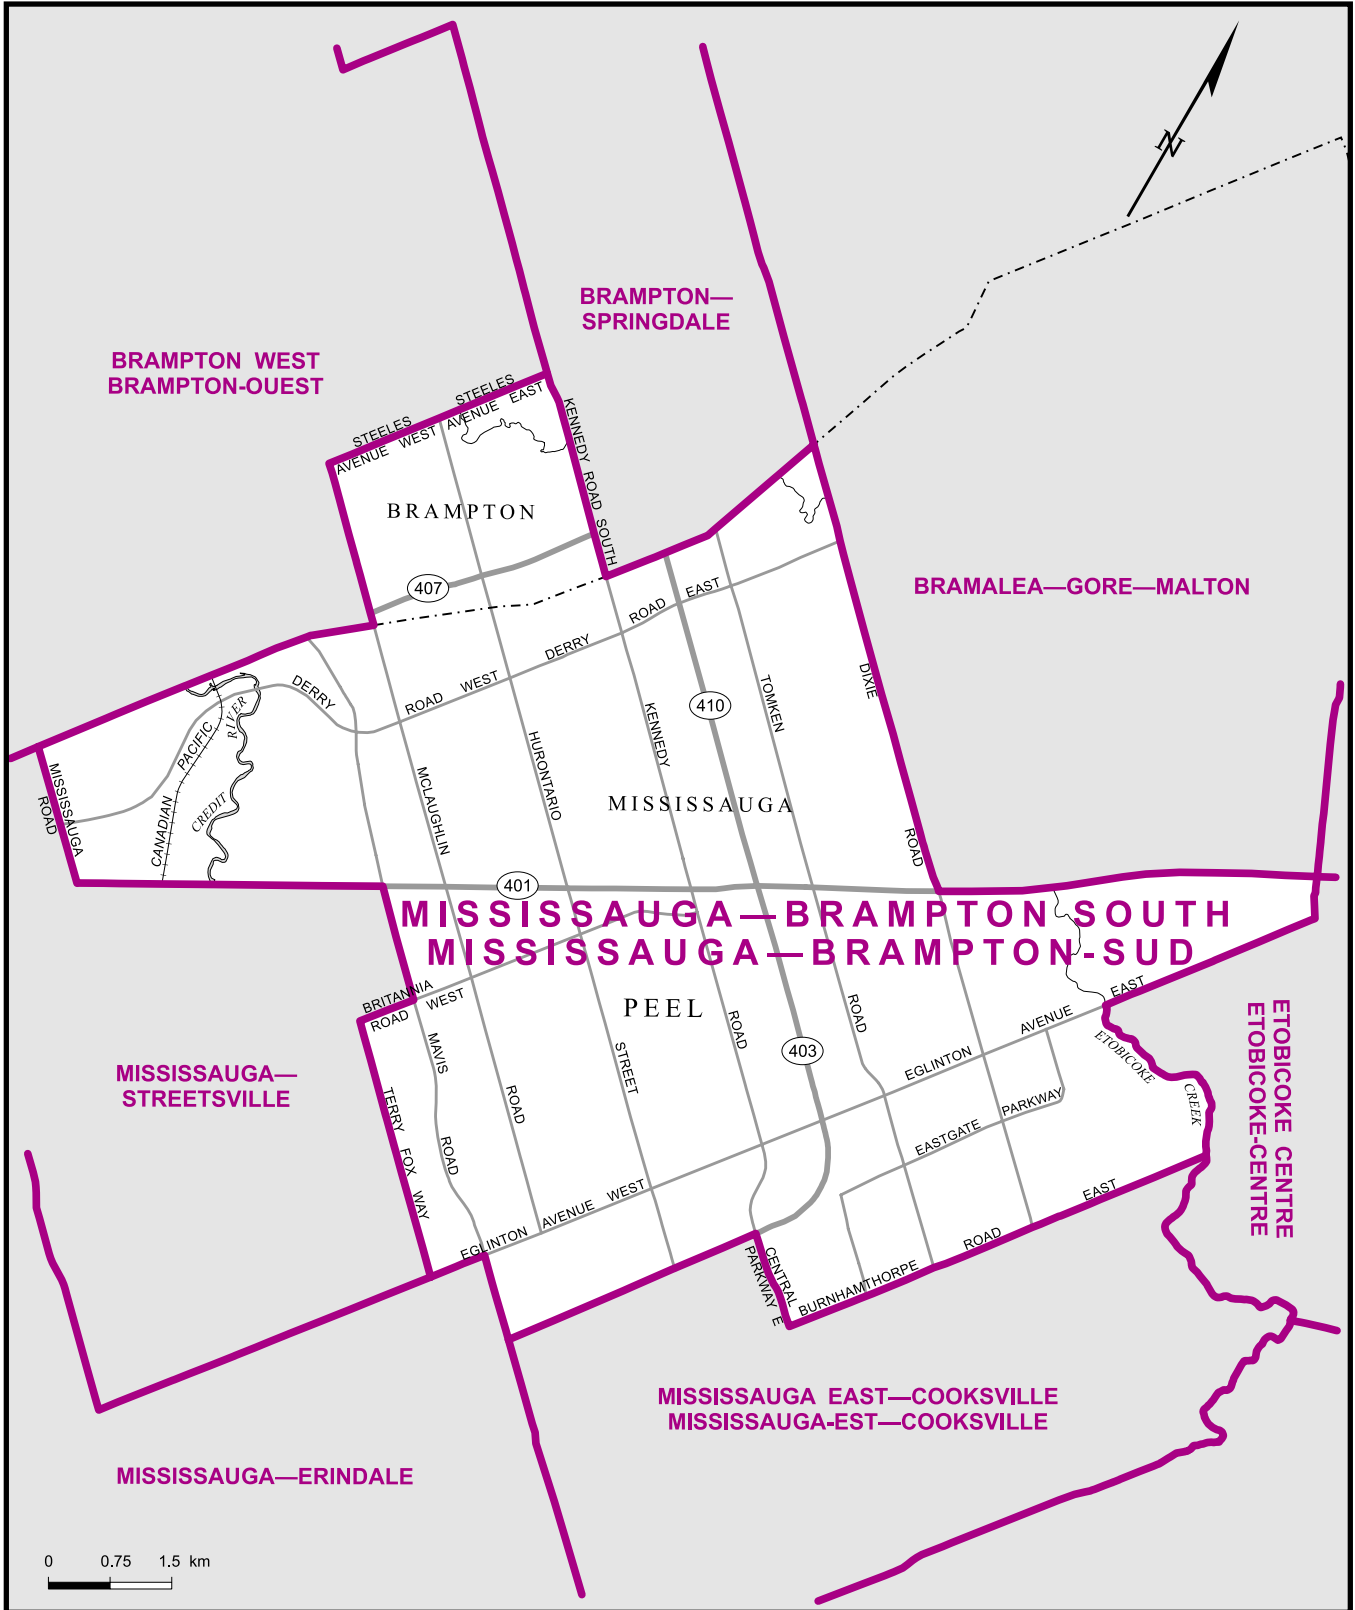 N
BRAMPTON—
SPRINGDALE
BRAMPTON WEST
BRAMPTON-OUEST
STEELES
STEELES
AVENUE WEST
AVENUE EAST
KENNEDY ROAD SOUTH
BRAMPTON
407
BRAMALEA—GORE—MALTON
DERRY ROAD EAST
DERRY ROAD WEST
DIXIE ROAD
TOMKEN ROAD
410
KENNEDY ROAD
HURONTARIO STREET
MCLAUGHLIN ROAD
CANADIAN PACIFIC
CREDIT RIVER
MISSISSAUGA
ROAD
MISSISSAUGA
401
MISSISSAUGA—BRAMPTON SOUTH
MISSISSAUGA—BRAMPTON-SUD
BRITANNIA
ROAD WEST
PEEL
MAVIS ROAD
403
EGLINTON AVENUE EAST
ETOBICOKE CREEK
ETOBICOKE CENTRE
ETOBICOKE-CENTRE
MISSISSAUGA—
STREETSVILLE
TERRY FOX WAY
EASTGATE PARKWAY
EGLINTON AVENUE WEST
CENTRAL
PARKWAY E
BURNHAMTHORPE ROAD EAST
MISSISSAUGA EAST—COOKSVILLE
MISSISSAUGA-EST—COOKSVILLE
MISSISSAUGA—ERINDALE
0 0.75 1.5 km